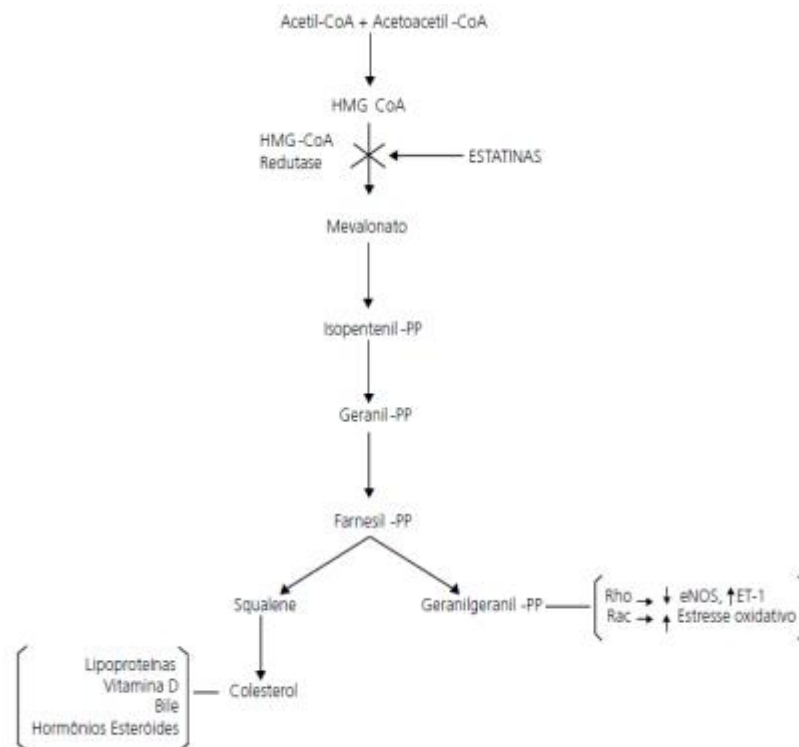 Acetil-CoA + Acetoacetil -CoA
HMG CoA
HMG-CoA
Redutase
ESTATINAS
Mevalonato
Isopentenil -PP
Geranil -PP
Farnesil -PP
Squalene
Geranilgeranil -PP
Rho → ↓ eNOS, ↑ET-1
Rac → ↑ Estresse oxidativo
Lipoproteínas
Vitamina D
Bile
Hormônios Esteróides
Colesterol